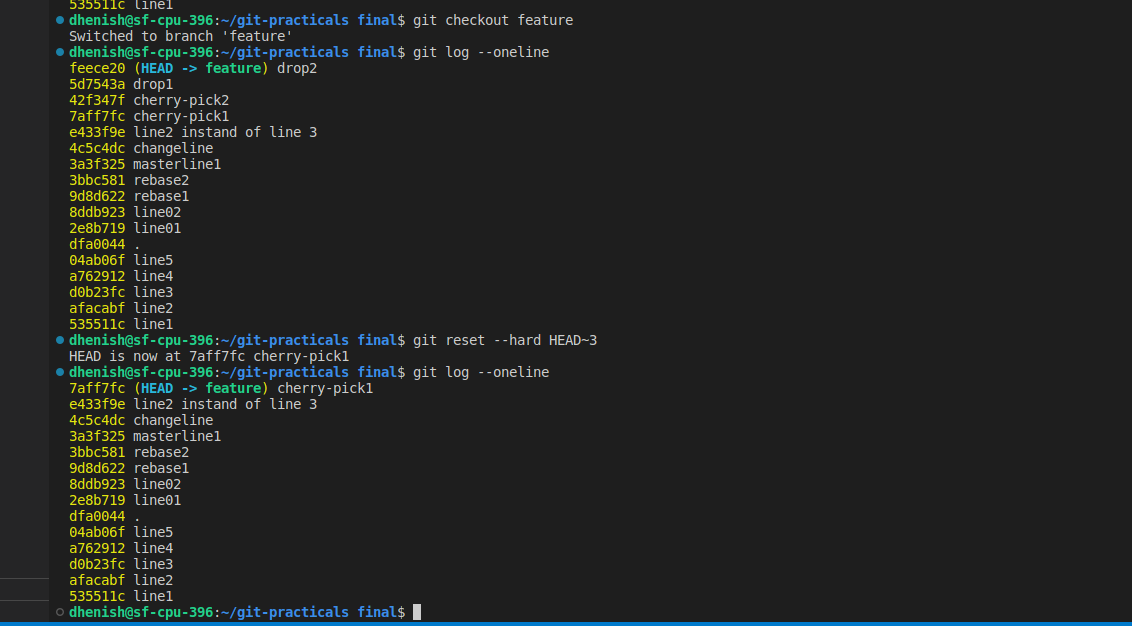 535511c line1
dhenish@sf-cpu-396:~/git-practicals final$ git checkout feature
Switched to branch 'feature'
dhenish@sf-cpu-396:~/git-practicals final$ git log --oneline
feece20 (HEAD -> feature) drop2
5d7543a drop1
42f347f cherry-pick2
7aff7fc cherry-pick1
e433f9e line2 instand of line 3
4c5c4dc changeline
3a3f325 masterline1
3bbc581 rebase2
9d8d622 rebase1
8ddb923 line02
2e8b719 line01
dfa0044 .
04ab06f line5
a762912 line4
d0b23fc line3
afacabf line2
535511c line1
dhenish@sf-cpu-396:~/git-practicals final$ git reset --hard HEAD~3
HEAD is now at 7aff7fc cherry-pick1
dhenish@sf-cpu-396:~/git-practicals final$ git log --oneline
7aff7fc (HEAD -> feature) cherry-pick1
e433f9e line2 instand of line 3
4c5c4dc changeline
3a3f325 masterline1
3bbc581 rebase2
9d8d622 rebase1
8ddb923 line02
2e8b719 line01
dfa0044 .
04ab06f line5
a762912 line4
d0b23fc line3
afacabf line2
535511c line1
dhenish@sf-cpu-396:~/git-practicals final$